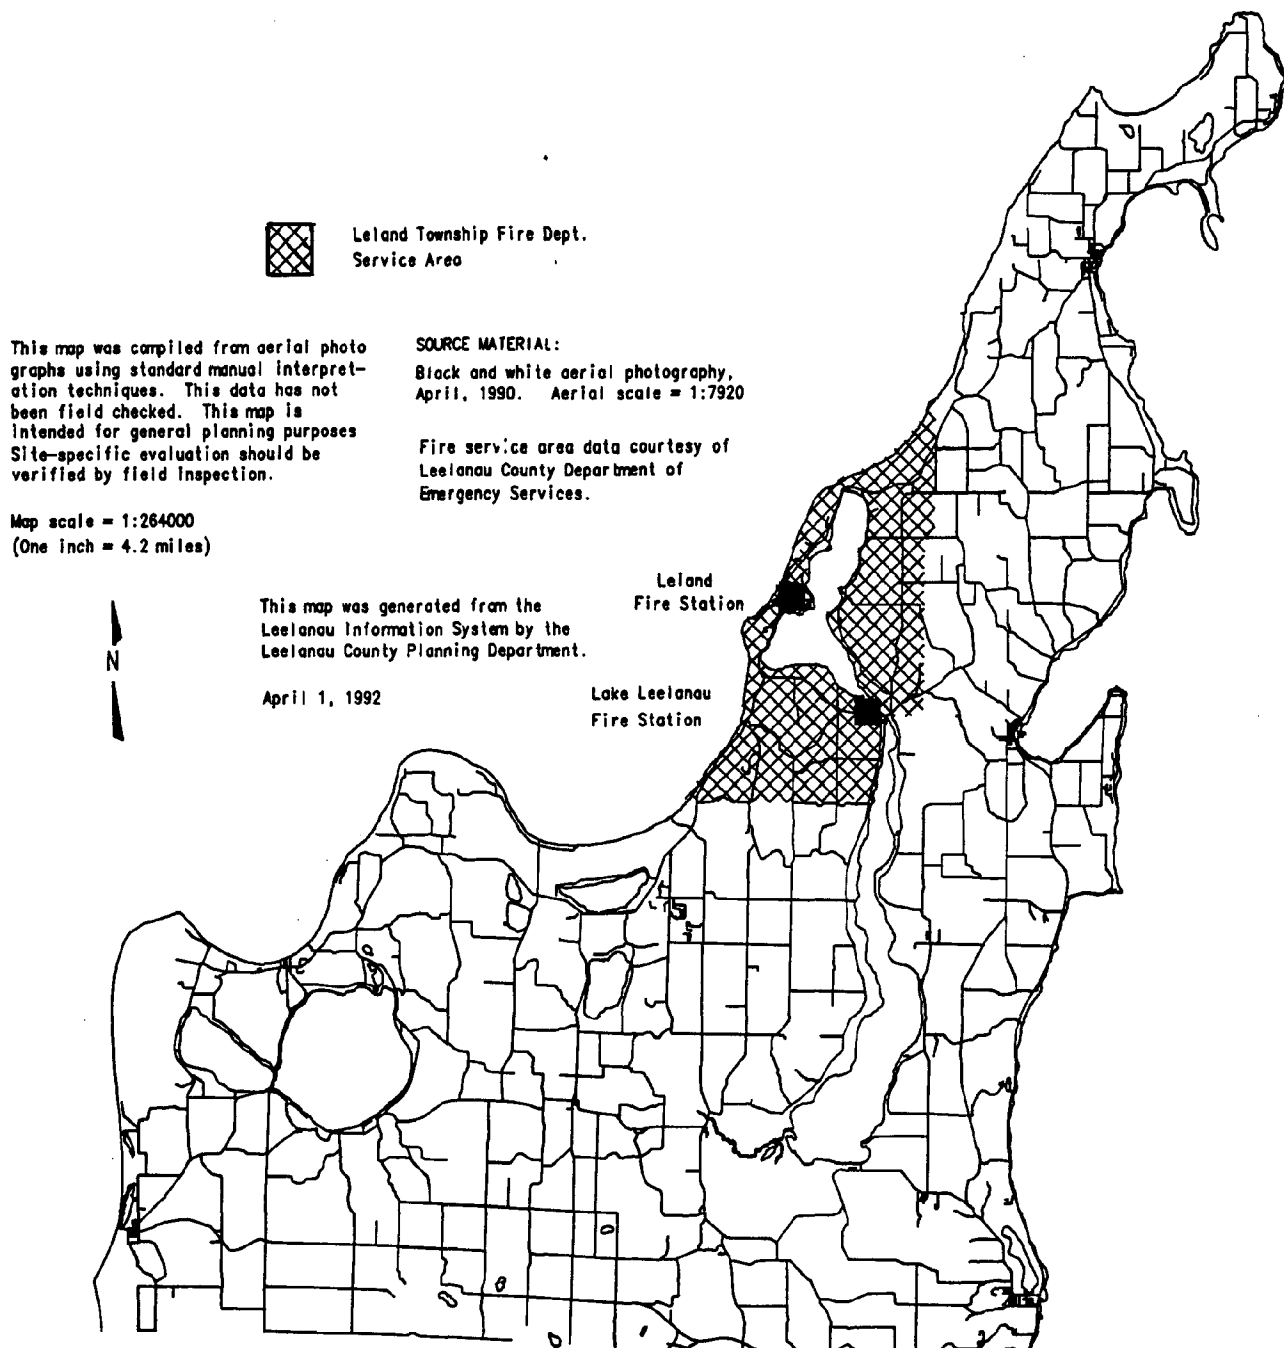 Leland Township Fire Dept.
Service Area
This map was compiled from aerial photo
graphs using standard manual interpret-
ation techniques. This data has not
been field checked. This map is
intended for general planning purposes
Site-specific evaluation should be
verified by field inspection.
Map scale = 1:264000
(One inch = 4.2 miles)
SOURCE MATERIAL:
Black and white aerial photography,
April, 1990. Aerial scale = 1:7920
Fire service area data courtesy of
Leelanau County Department of
Emergency Services.
Leland
Fire Station
This map was generated from the
Leelanau Information System by the
Leelanau County Planning Department.
N
April 1, 1992
Lake Leelanau
Fire Station